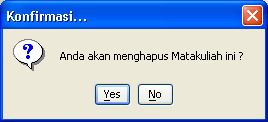 Konfirmasi...
?
Anda akan menghapus Matakuliah ini ?
Yes
No